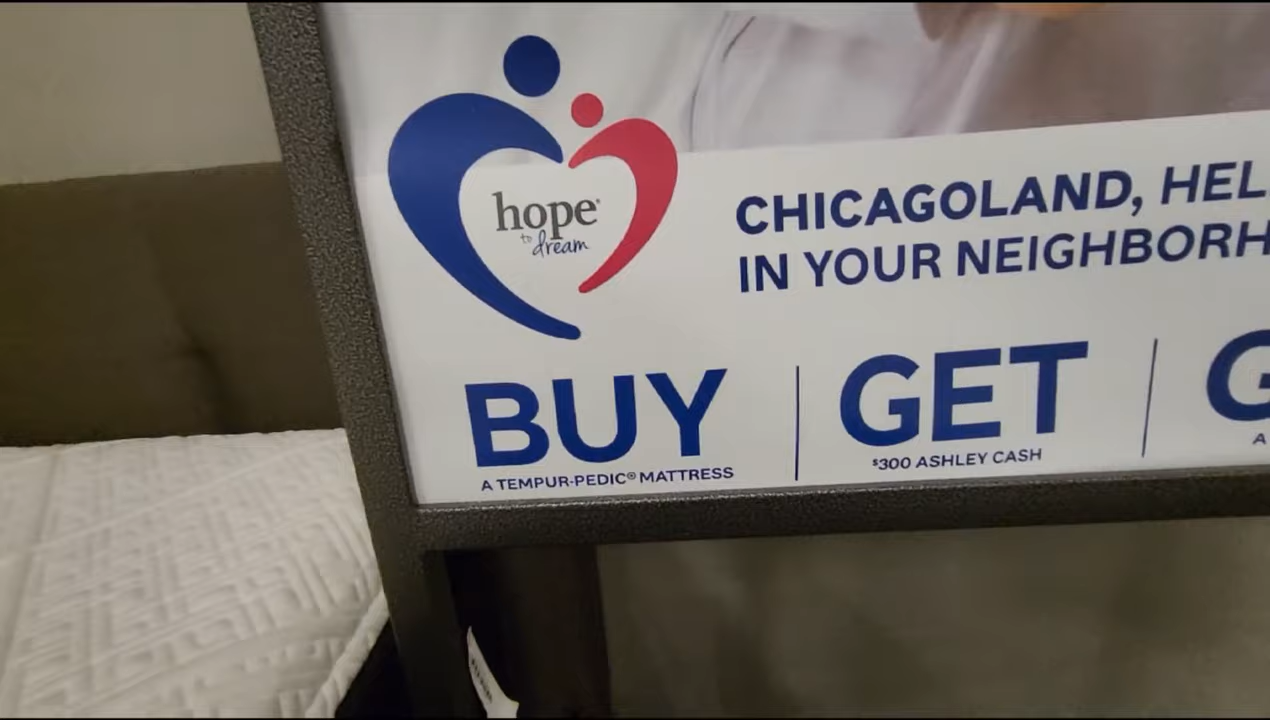 hope®
to dream
CHICAGOLAND, HEL
IN YOUR NEIGHBORH
BUY
A TEMPUR-PEDIC® MATTRESS
GET
$300 ASHLEY CASH
G
A